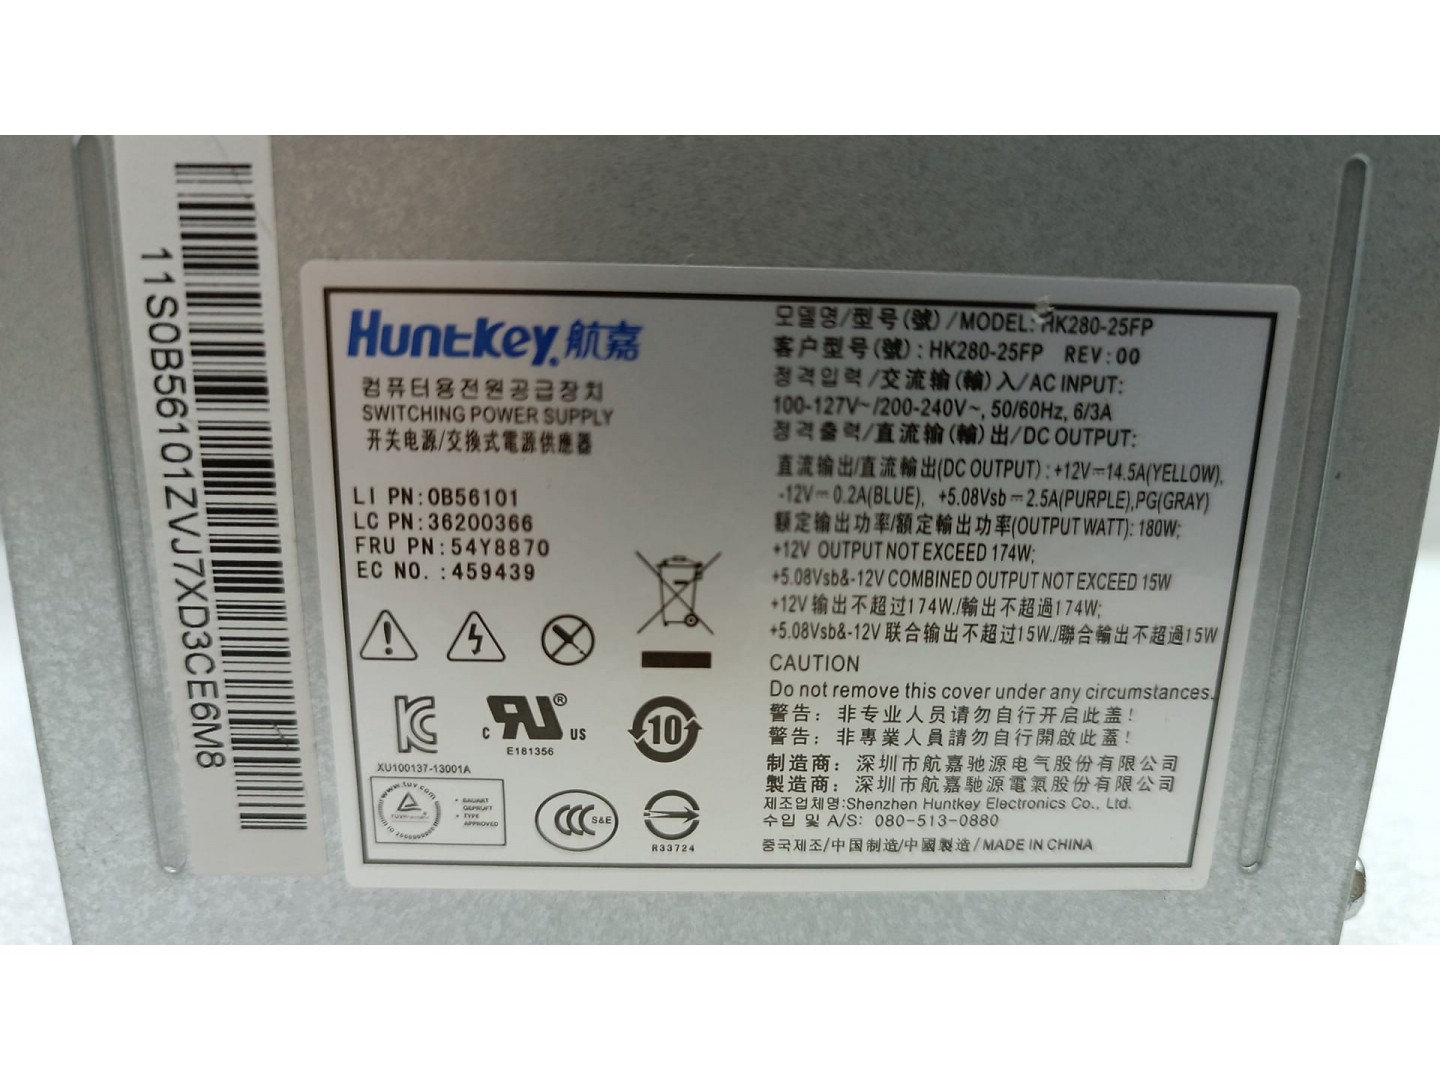 11S0B56101ZVJ7XD3CE6M8
HuntKey 航嘉
컴퓨터용전원공급장치
SWITCHING POWER SUPPLY
开关电源/交換式電源供應器
LI PN:0B56101
LC PN:36200366
FRU PN:54Y8870
EC NO.:459439
XU100137-13001A
c RU® US
E181356
10
www.tuv.com
BAUART
GEPRÜFT
TYPE
APPROVED
S&E
R33724
모델명/型号(號)/MODEL: HK280-25FP
客户型号(號): HK280-25FP REV:00
정격입력/交流输(輸)入/AC INPUT:
100-127V~/200-240V~, 50/60Hz, 6/3A
정격출력/直流输(輸)出/DC OUTPUT:
直流输出/直流輸出(DC OUTPUT): +12V⎓14.5A(YELLOW),
-12V⎓0.2A(BLUE), +5.08Vsb⎓2.5A(PURPLE),PG(GRAY)
额定输出功率/額定輸出功率(OUTPUT WATT): 180W;
+12V OUTPUT NOT EXCEED 174W;
+5.08Vsb&-12V COMBINED OUTPUT NOT EXCEED 15W
+12V 输出不超过174W./輸出不超過174W;
+5.08Vsb&-12V 联合输出不超过15W./聯合輸出不超過15W
CAUTION
Do not remove this cover under any circumstances.
警告: 非专业人员请勿自行开启此盖!
警告: 非專業人員請勿自行開啟此蓋!
制造商: 深圳市航嘉驰源电气股份有限公司
製造商: 深圳市航嘉馳源電氣股份有限公司
제조업체명:Shenzhen Huntkey Electronics Co., Ltd.
수입 및 A/S: 080-513-0880
중국제조/中国制造/中國製造/MADE IN CHINA